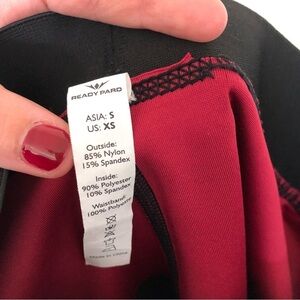 READY PARD
ASIA: S
US: XS
Outside:
85% Nylon
15% Spandex
Inside:
90% Polyester
10% Spandex
Waistband:
100% Polyester
MADE IN CHINA